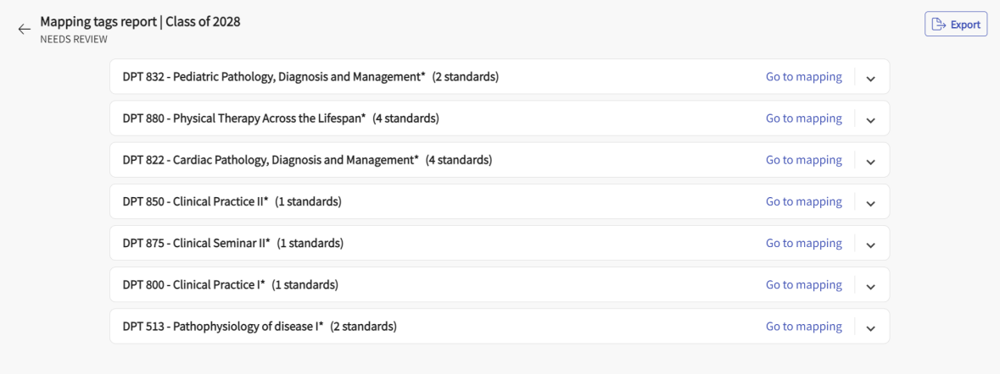 Mapping tags report | Class of 2028
NEEDS REVIEW
Export
DPT 832 - Pediatric Pathology, Diagnosis and Management* (2 standards) Go to mapping
DPT 880 - Physical Therapy Across the Lifespan* (4 standards) Go to mapping
DPT 822 - Cardiac Pathology, Diagnosis and Management* (4 standards) Go to mapping
DPT 850 - Clinical Practice II* (1 standards) Go to mapping
DPT 875 - Clinical Seminar II* (1 standards) Go to mapping
DPT 800 - Clinical Practice I* (1 standards) Go to mapping
DPT 513 - Pathophysiology of disease I* (2 standards) Go to mapping